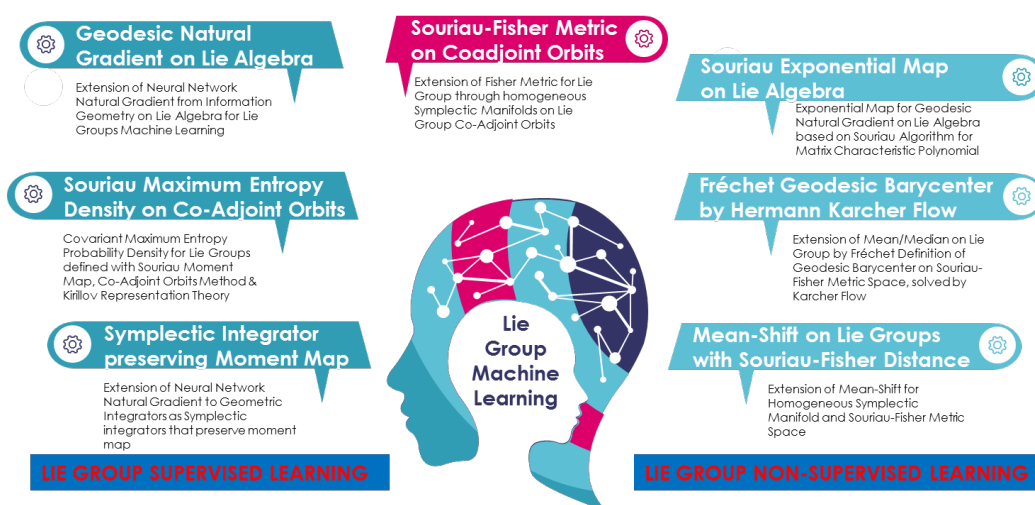 Geodesic Natural
Gradient on Lie Algebra
Extension of Neural Network
Natural Gradient from Information
Geometry on Lie Algebra for Lie
Groups Machine Learning
Souriau-Fisher Metric
on Coadjoint Orbits
Extension of Fisher Metric for Lie
Group through homogeneous
Symplectic Manifolds on Lie
Group Co-Adjoint Orbits
Souriau Exponential Map
on Lie Algebra
Exponential Map for Geodesic
Natural Gradient on Lie Algebra
based on Souriau Algorithm for
Matrix Characteristic Polynomial
Souriau Maximum Entropy
Density on Co-Adjoint Orbits
Covariant Maximum Entropy
Probability Density for Lie Groups
defined with Souriau Moment
Map, Co-Adjoint Orbits Method &
Kirillov Representation Theory
Fréchet Geodesic Barycenter
by Hermann Karcher Flow
Extension of Mean/Median on Lie
Group by Fréchet Definition of
Geodesic Barycenter on Souriau-
Fisher Metric Space, solved by
Karcher Flow
Symplectic Integrator
preserving Moment Map
Extension of Neural Network
Natural Gradient to Geometric
Integrators as Symplectic
integrators that preserve moment
map
Lie
Group
Machine
Learning
Mean-Shift on Lie Groups
with Souriau-Fisher Distance
Extension of Mean-Shift for
Homogeneous Symplectic
Manifold and Souriau-Fisher Metric
Space
LIE GROUP SUPERVISED LEARNING
LIE GROUP NON-SUPERVISED LEARNING